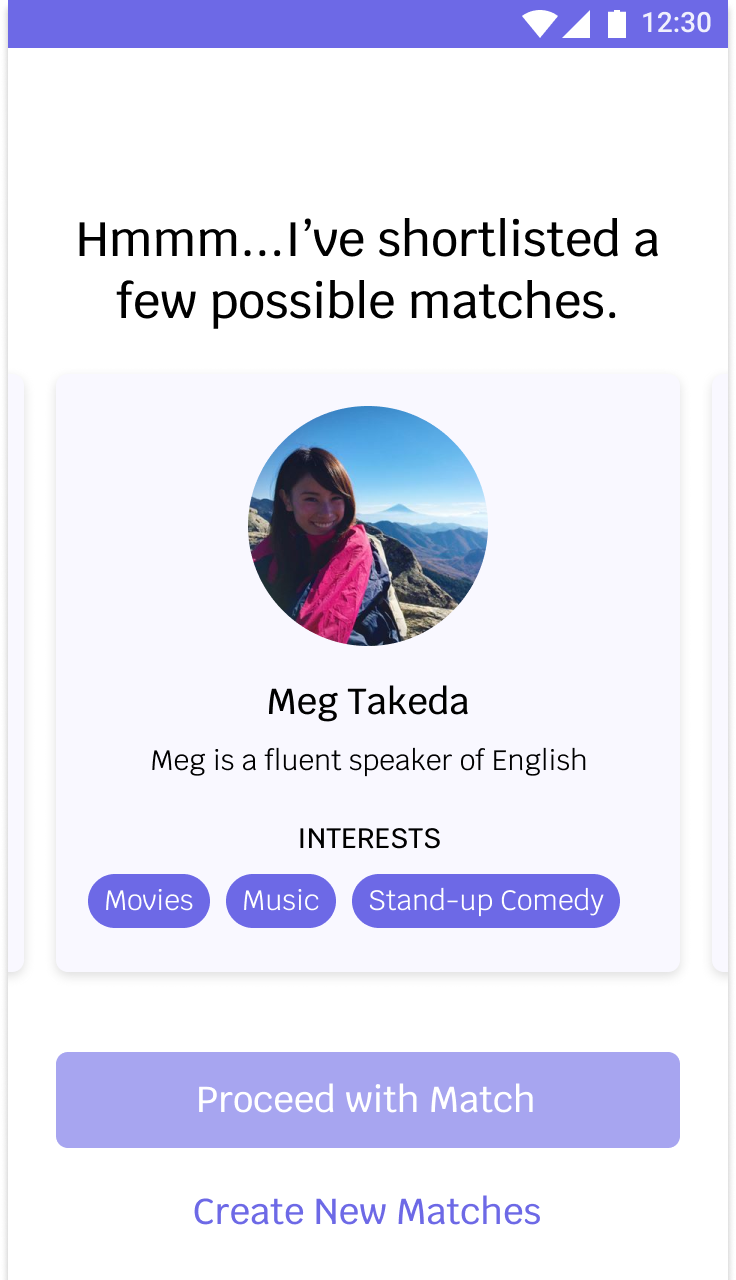 12:30
Hmmm...I’ve shortlisted a
few possible matches.
Meg Takeda
Meg is a fluent speaker of English
INTERESTS
Movies Music Stand-up Comedy
Proceed with Match
Create New Matches